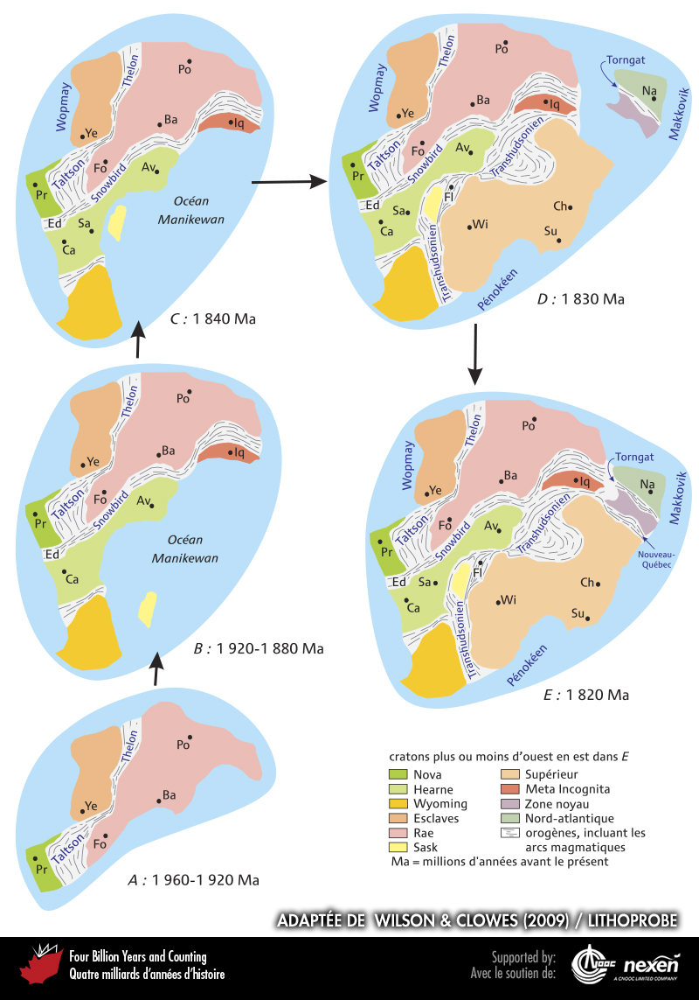 Thelon
Po
Wopmay
Ye
Ba
Iq
Taltson
Fo
Av
Pr
Snowbird
Océan
Manikewan
Ed
Sa
Ca
C : 1 840 Ma
Thelon
Po
Torngat
Na
Makkovik
Wopmay
Ye
Ba
Iq
Taltson
Fo
Av
Transhudsonien
Pr
Snowbird
Fl
Ed
Sa
Ca
Wi
Ch
Su
Transhudsonien
Pénokéen
D : 1 830 Ma
Thelon
Po
Ye
Ba
Iq
Taltson
Fo
Av
Pr
Snowbird
Océan
Manikewan
Ed
Ca
B : 1 920-1 880 Ma
Thelon
Po
Wopmay
Torngat
Na
Makkovik
Ye
Ba
Iq
Taltson
Fo
Av
Transhudsonien
Pr
Snowbird
Nouveau-
Québec
Fl
Ed
Sa
Ca
Wi
Ch
Su
Transhudsonien
Pénokéen
E : 1 820 Ma
Thelon
Po
Ye
Ba
Taltson
Fo
Pr
A : 1 960-1 920 Ma
cratons plus ou moins d'ouest en est dans E
Nova
Hearne
Wyoming
Esclaves
Rae
Sask
Supérieur
Meta Incognita
Zone noyau
Nord-atlantique
orogènes, incluant les
arcs magmatiques
Ma = millions d'années avant le présent
ADAPTÉE DE WILSON & CLOWES (2009) / LITHOPROBE
Four Billion Years and Counting
Quatre milliards d'années d'histoire
Supported by:
Avec le soutien de:
CNOOC
nexen
A CNOOC LIMITED COMPANY